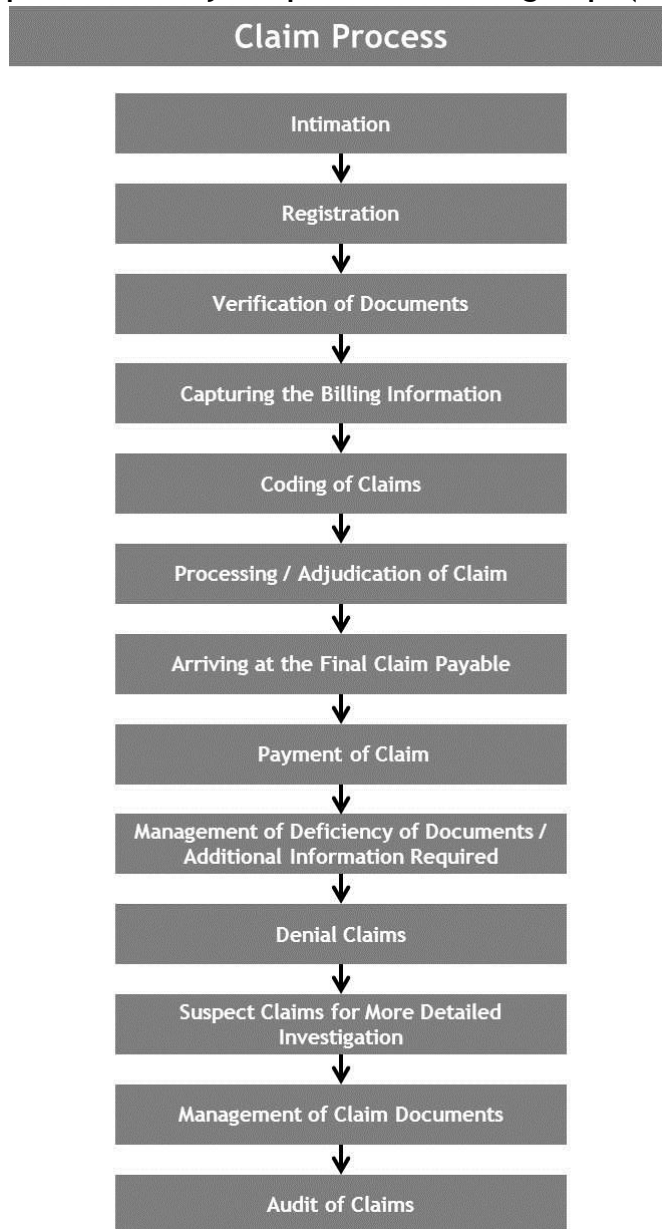 Claim Process
Intimation
Registration
Verification of Documents
Capturing the Billing Information
Coding of Claims
Processing / Adjudication of Claim
Arriving at the Final Claim Payable
Payment of Claim
Management of Deficiency of Documents /
Additional Information Required
Denial Claims
Suspect Claims for More Detailed
Investigation
Management of Claim Documents
Audit of Claims